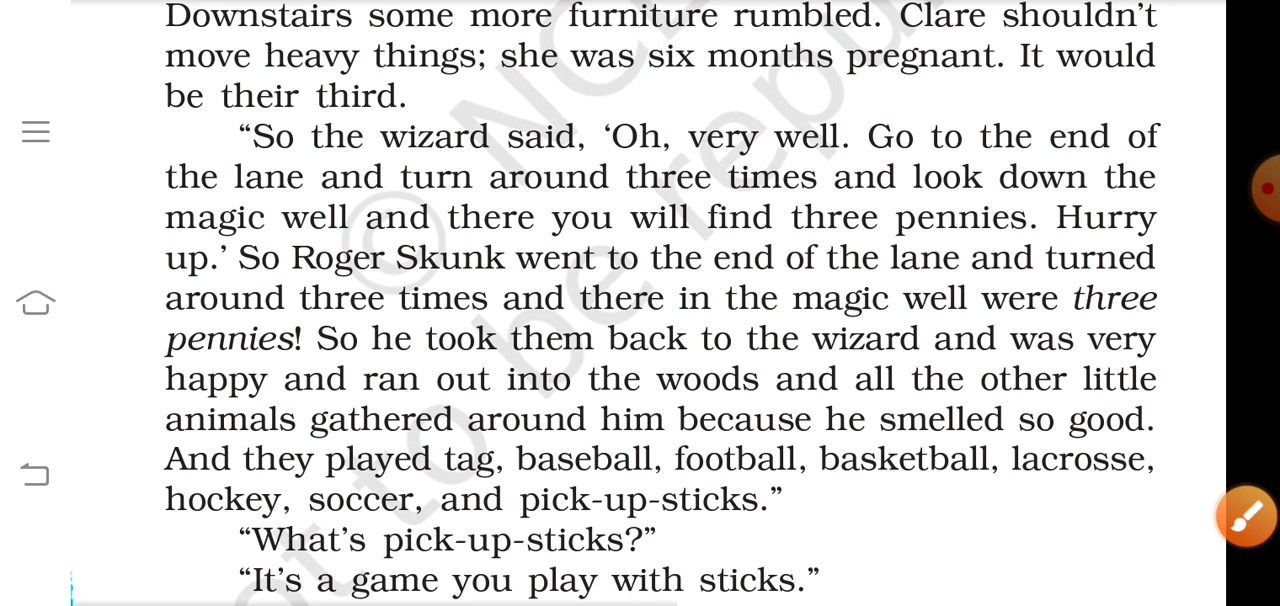 Downstairs some more furniture rumbled. Clare shouldn’t
move heavy things; she was six months pregnant. It would
be their third.
“So the wizard said, ‘Oh, very well. Go to the end of
the lane and turn around three times and look down the
magic well and there you will find three pennies. Hurry
up.’ So Roger Skunk went to the end of the lane and turned
around three times and there in the magic well were three
pennies! So he took them back to the wizard and was very
happy and ran out into the woods and all the other little
animals gathered around him because he smelled so good.
And they played tag, baseball, football, basketball, lacrosse,
hockey, soccer, and pick-up-sticks.”
“What’s pick-up-sticks?”
“It’s a game you play with sticks.”